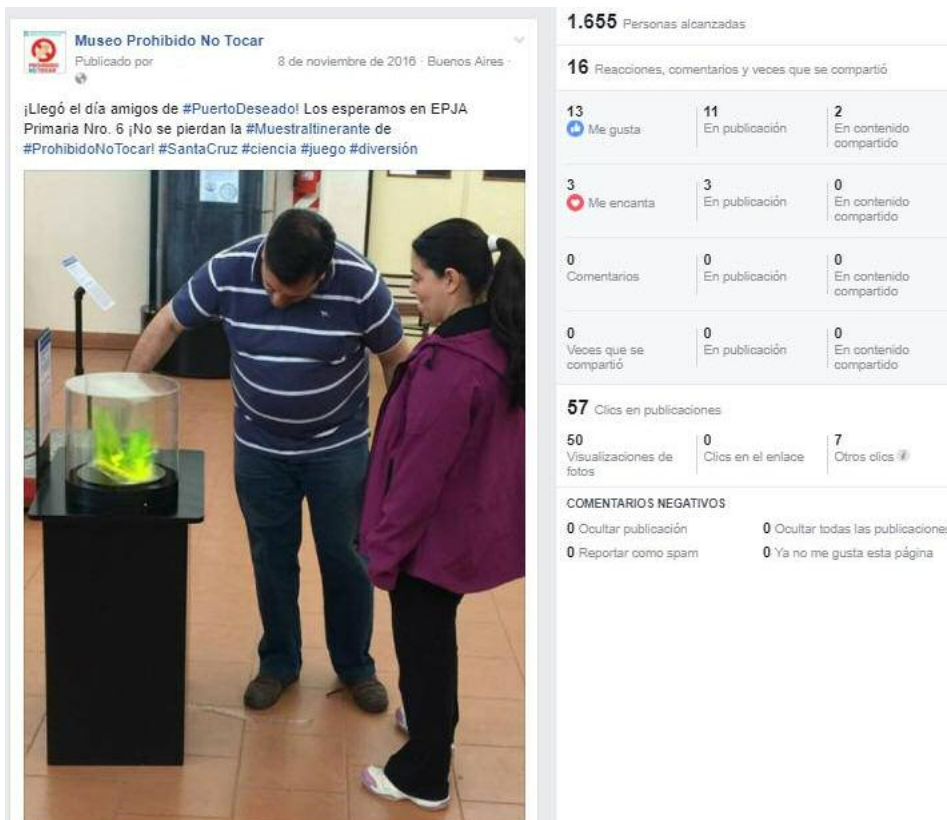 Museo Prohibido No Tocar
Publicado por
8 de noviembre de 2016 · Buenos Aires ·
¡Llegó el día amigos de #PuertoDeseado! Los esperamos en EPJA
Primaria Nro. 6 ¡No se pierdan la #MuestraItinerante de
#ProhibidoNoTocar! #SantaCruz #ciencia #juego #diversión
1.655 Personas alcanzadas
16 Reacciones, comentarios y veces que se compartió
13
Me gusta
11
En publicación
2
En contenido
compartido
3
Me encanta
3
En publicación
0
En contenido
compartido
0
Comentarios
0
En publicación
0
En contenido
compartido
0
Veces que se
compartió
0
En publicación
0
En contenido
compartido
57 Clics en publicaciones
50
Visualizaciones de
fotos
0
Clics en el enlace
7
Otros clics
COMENTARIOS NEGATIVOS
0 Ocultar publicación
0 Ocultar todas las publicaciones
0 Reportar como spam
0 Ya no me gusta esta página